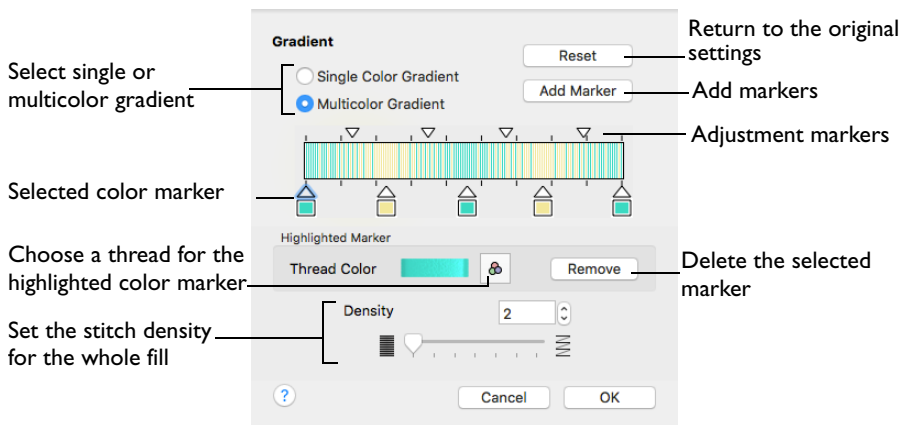 Gradient
Reset
Return to the original
settings
Select single or
multicolor gradient
Single Color Gradient
Multicolor Gradient
Add Marker
Add markers
Adjustment markers
Selected color marker
Highlighted Marker
Choose a thread for the
highlighted color marker
Thread Color
Remove
Delete the selected
marker
Density
2
Set the stitch density
for the whole fill
?
Cancel
OK